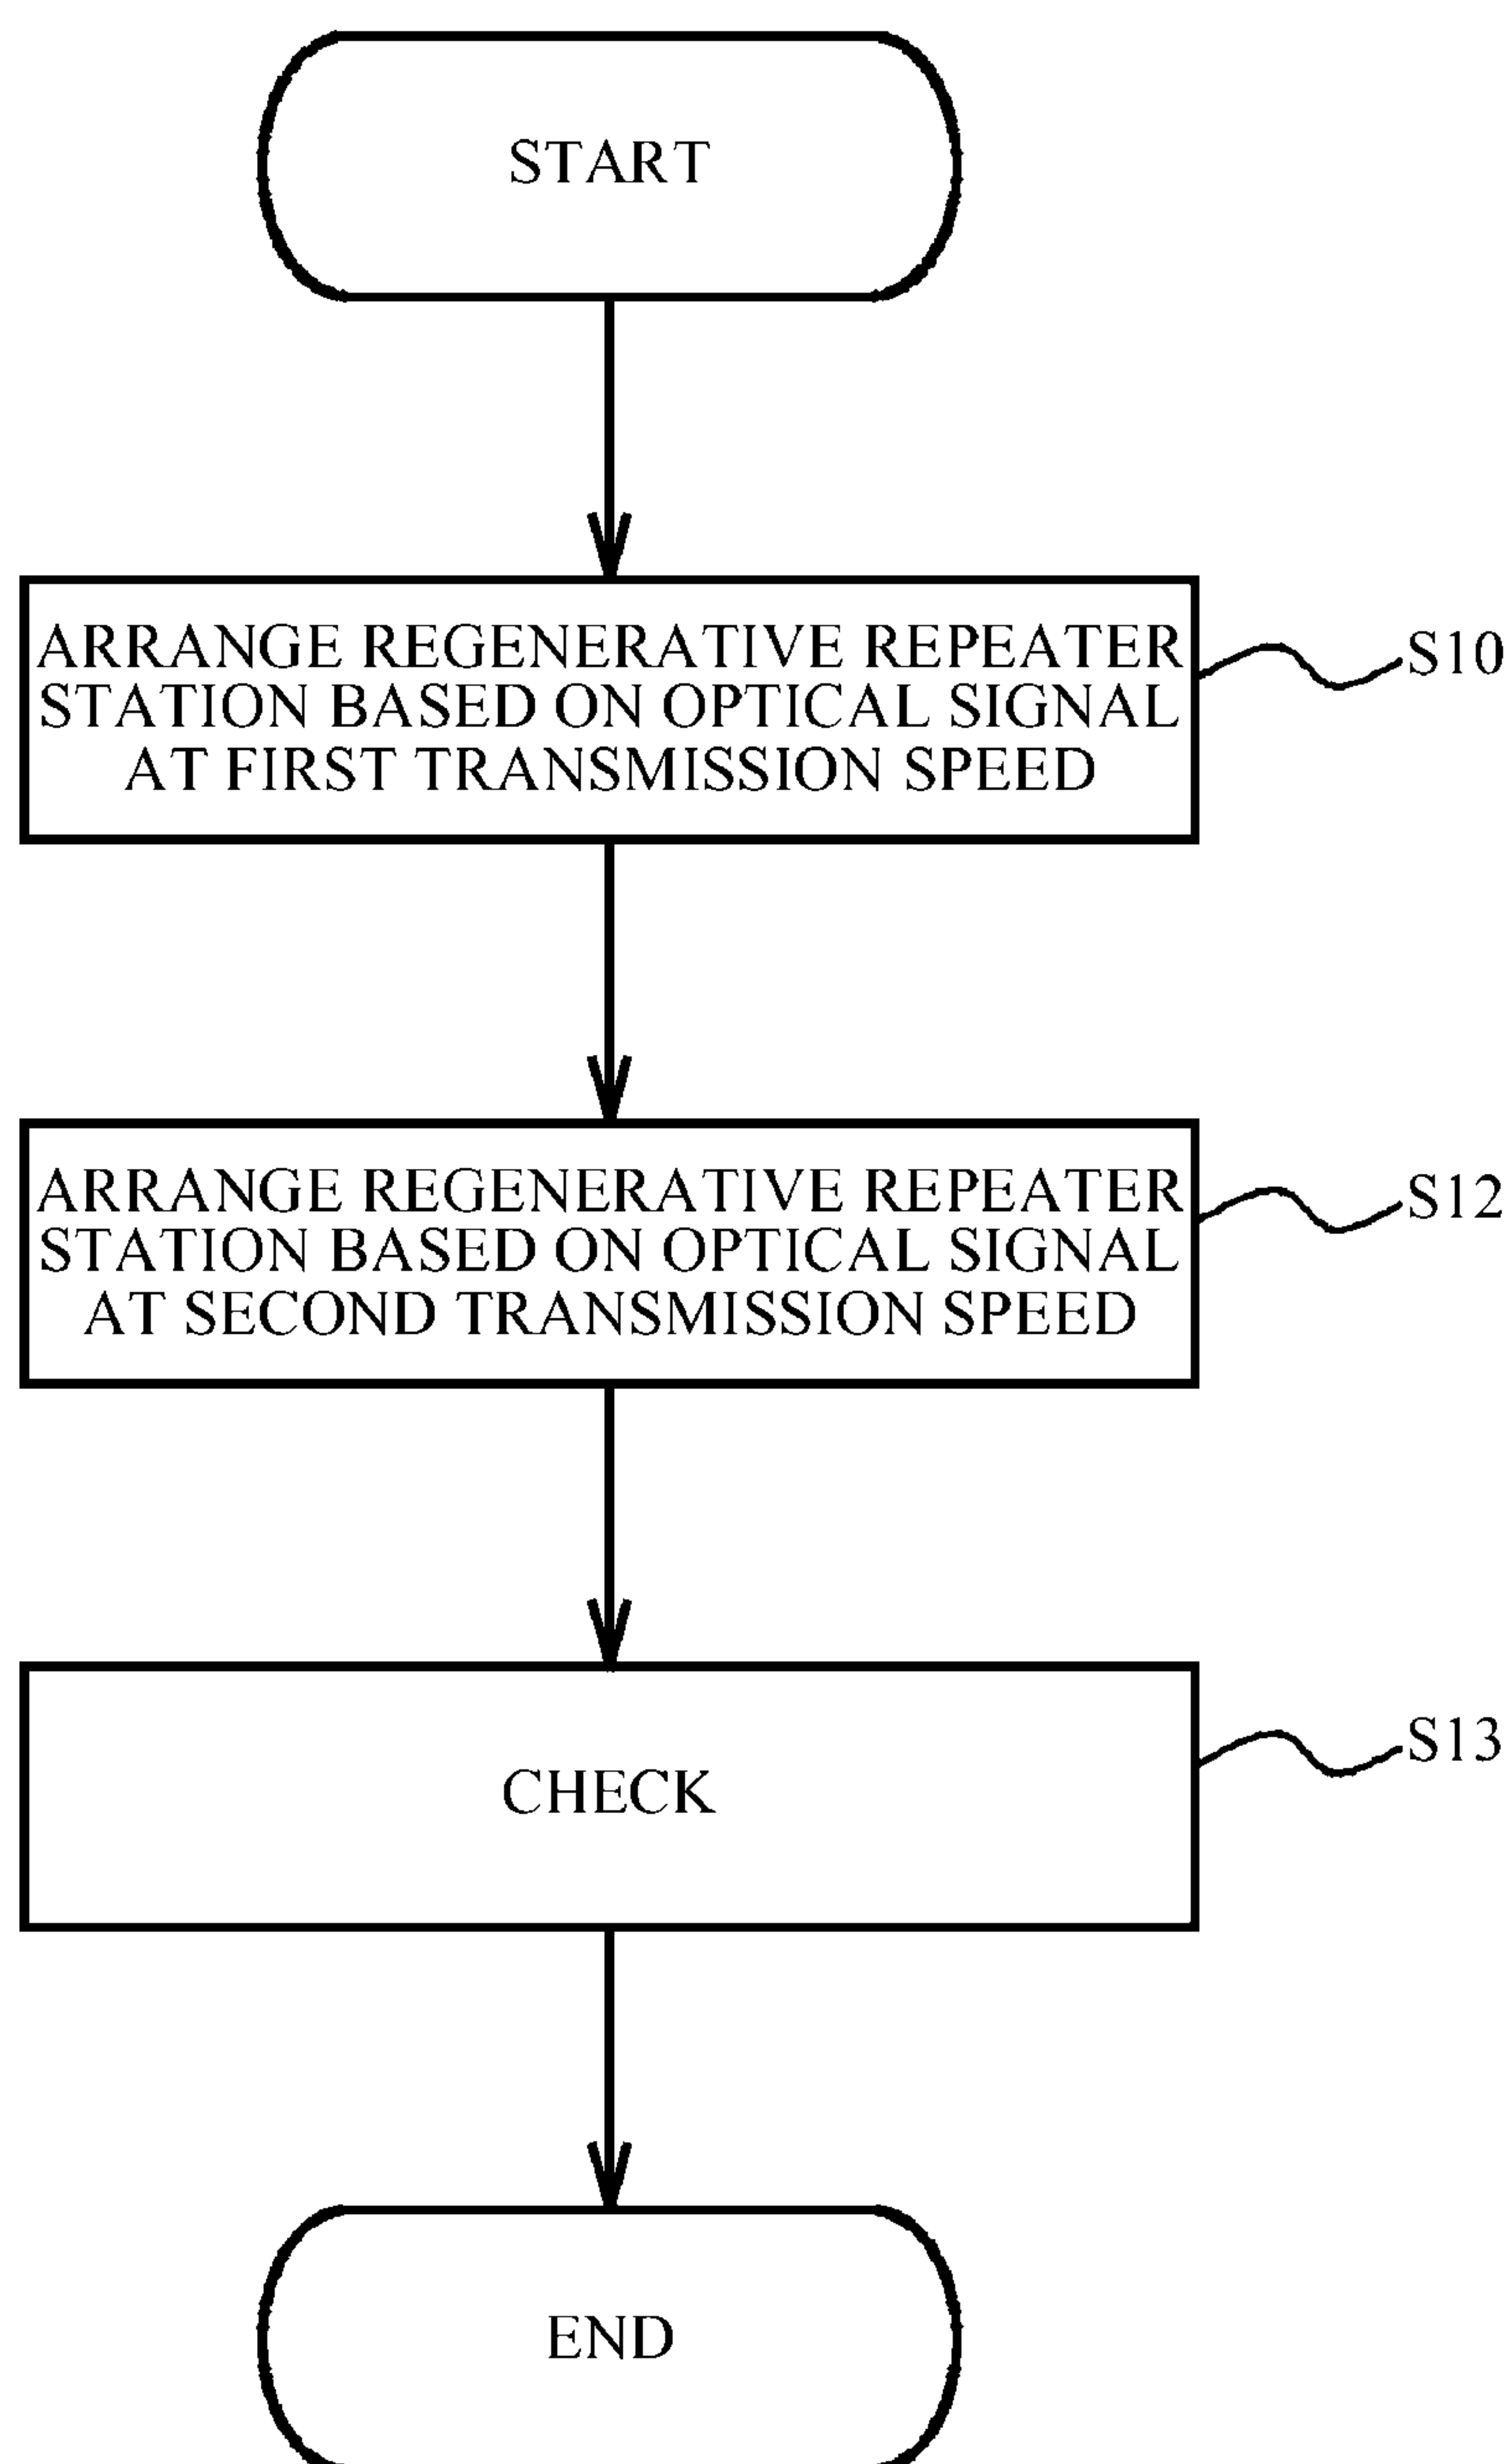 START
ARRANGE REGENERATIVE REPEATER
STATION BASED ON OPTICAL SIGNAL
AT FIRST TRANSMISSION SPEED
S10
ARRANGE REGENERATIVE REPEATER
STATION BASED ON OPTICAL SIGNAL
AT SECOND TRANSMISSION SPEED
S12
CHECK
S13
END